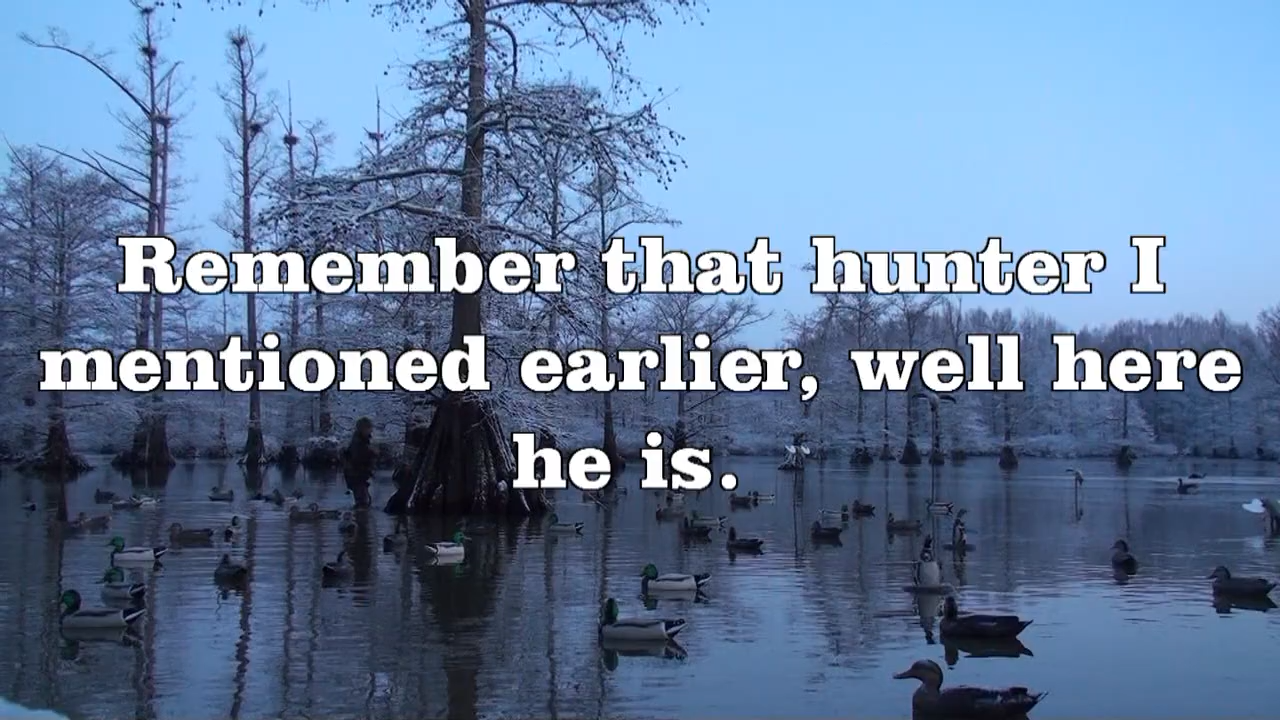 Remember that hunter I
mentioned earlier, well here
he is.